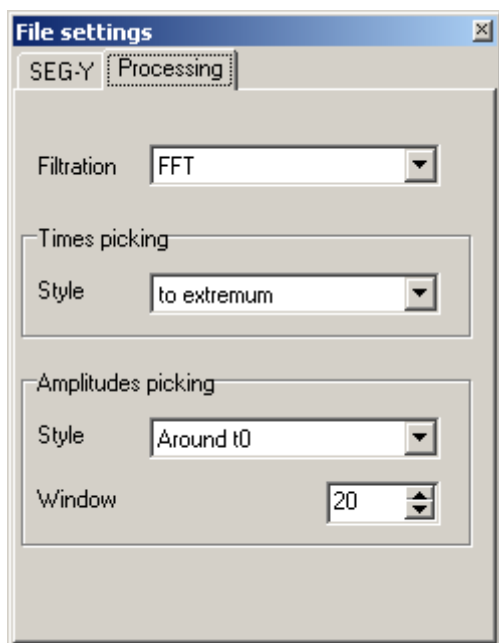 File settings
SEG-Y Processing
Filtration FFT
Times picking
Style to extremum
Amplitudes picking
Style Around t0
Window 20